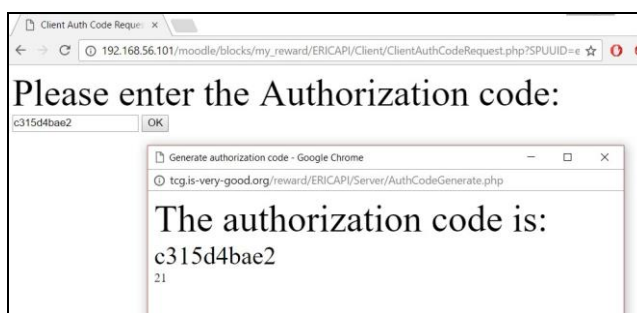 Client Auth Code Reque
192.168.56.101/moodle/blocks/my_reward/ERICAPI/Client/ClientAuthCodeRequest.php?SPUUID=e
Please enter the Authorization code:
c315d4bae2 OK
Generate authorization code - Google Chrome
tcg.is-very-good.org/reward/ERICAPI/Server/AuthCodeGenerate.php
The authorization code is:
c315d4bae2
21